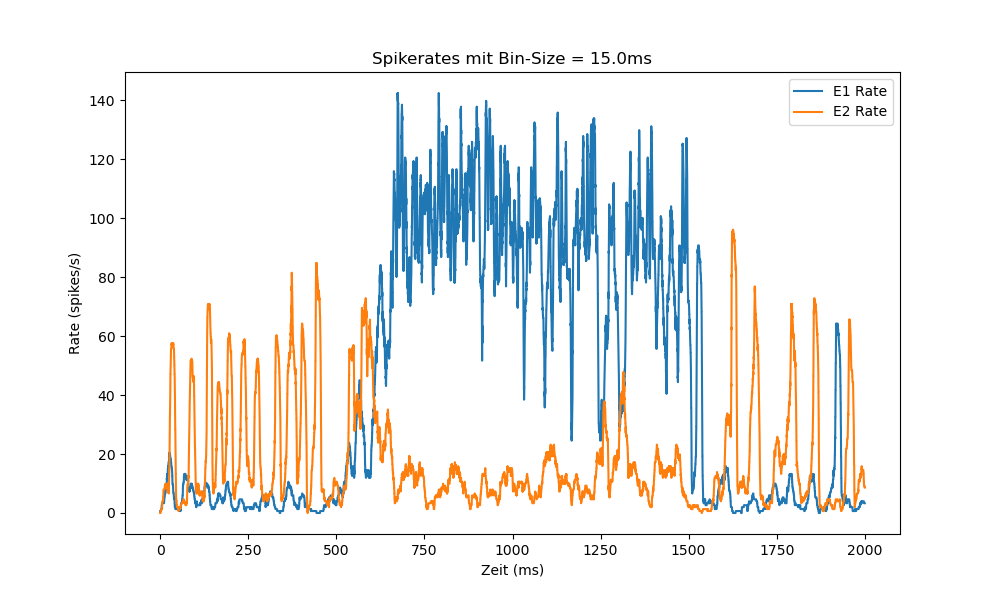 Spikerates mit Bin-Size = 15.0ms
E1 Rate
E2 Rate
Rate (spikes/s)
140
120
100
80
60
40
20
0
0 250 500 750 1000 1250 1500 1750 2000
Zeit (ms)